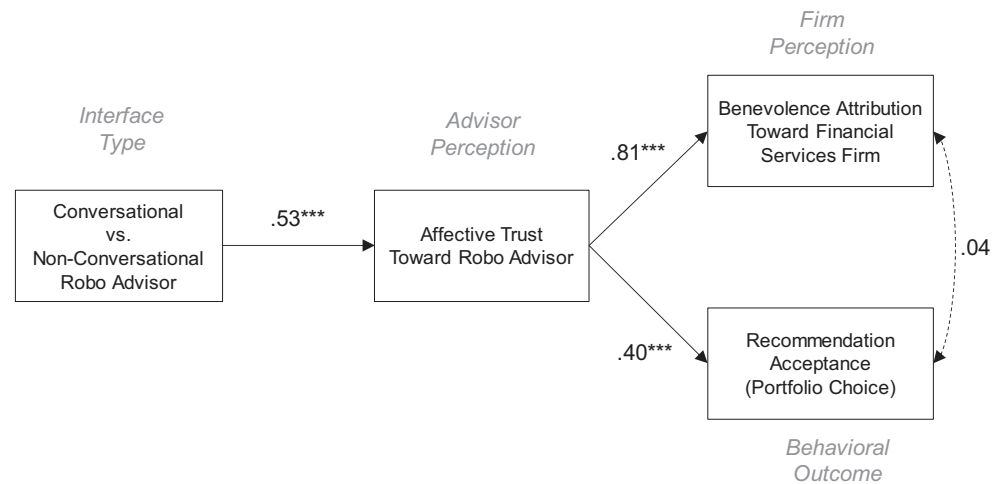 Interface
Type
Conversational
vs.
Non-Conversational
Robo Advisor
.53***
Advisor
Perception
Affective Trust
Toward Robo Advisor
.81***
.40***
Firm
Perception
Benevolence Attribution
Toward Financial
Services Firm
.04
Recommendation
Acceptance
(Portfolio Choice)
Behavioral
Outcome